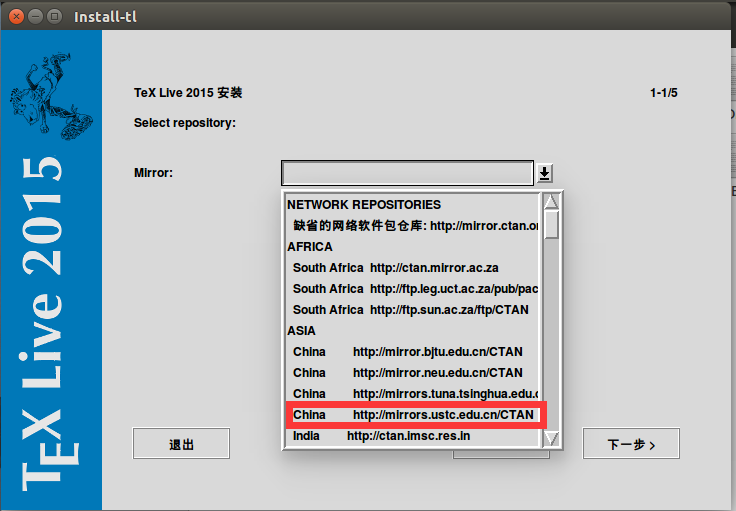 Install-tl
TeX Live 2015
TeX Live 2015 安装
1-1/5
Select repository:
Mirror:
NETWORK REPOSITORIES
缺省的网络软件包仓库: http://mirror.ctan.or
AFRICA
South Africa http://ctan.mirror.ac.za
South Africa http://ftp.leg.uct.ac.za/pub/pac
South Africa http://ftp.sun.ac.za/ftp/CTAN
ASIA
China http://mirror.bjtu.edu.cn/CTAN
China http://mirror.neu.edu.cn/CTAN
China http://mirrors.tuna.tsinghua.edu.c
China http://mirrors.ustc.edu.cn/CTAN
India http://ctan.imsc.res.in
退出
下一步 >